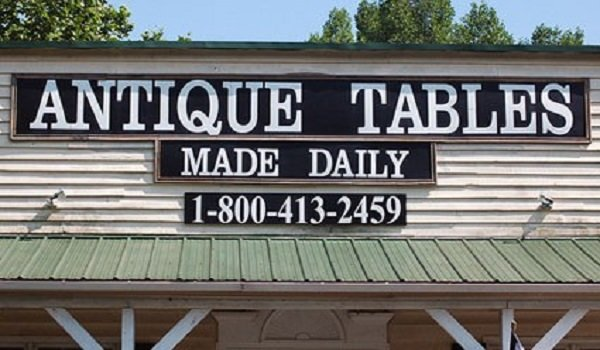 ANTIQUE TABLES
MADE DAILY
1-800-413-2459